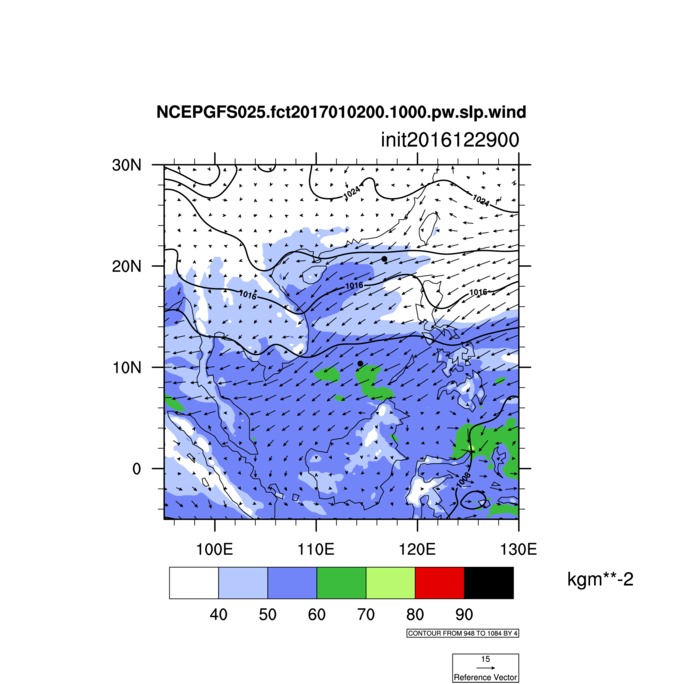 NCEPGFS025.fct2017010200.1000.pw.slp.wind
init2016122900
30N
20N
10N
0
1024
1024
1016
1016
1016
1008
100E 110E 120E 130E
kgm**-2
40 50 60 70 80 90
CONTOUR FROM 948 TO 1084 BY 4
15
Reference Vector